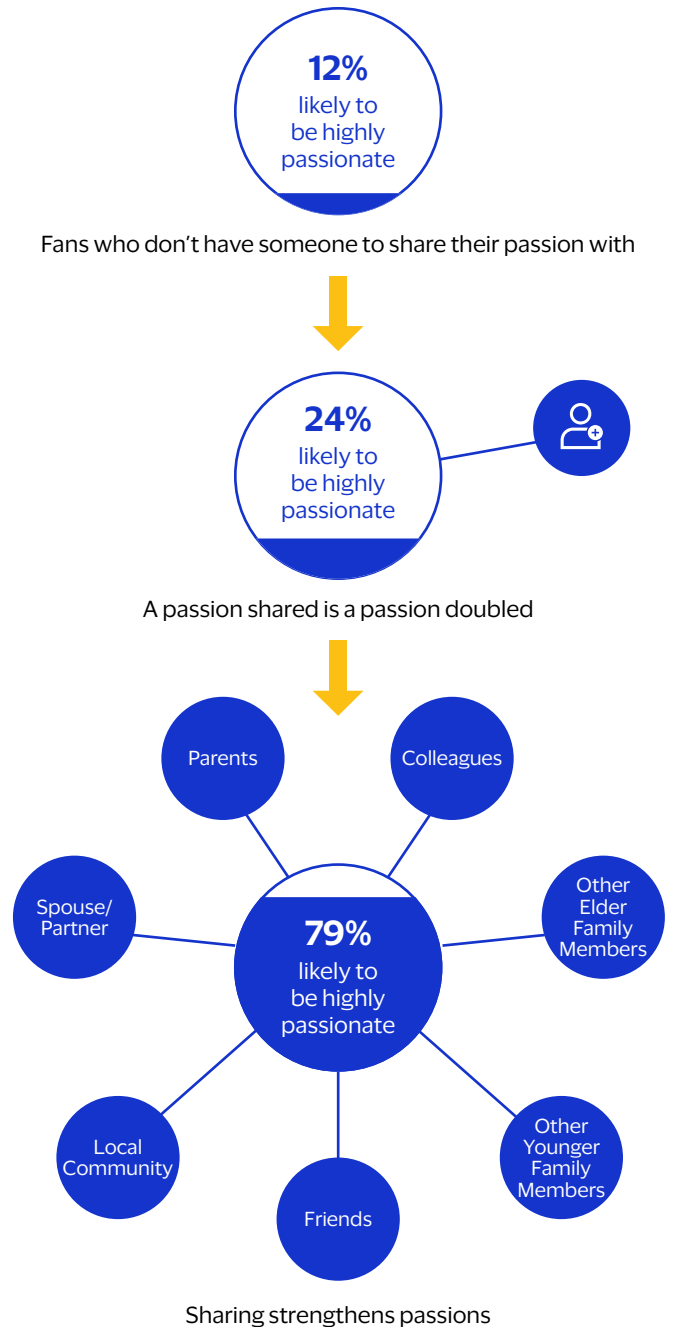 12%
likely to
be highly
passionate
Fans who don’t have someone to share their passion with
24%
likely to
be highly
passionate
A passion shared is a passion doubled
Parents
Colleagues
Spouse/
Partner
Other
Elder
Family
Members
79%
likely to
be highly
passionate
Local
Community
Other
Younger
Family
Members
Friends
Sharing strengthens passions